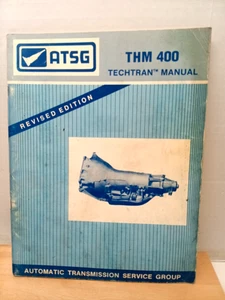 ATSG
THM 400
TECHTRAN™ MANUAL
REVISED EDITION
AUTOMATIC TRANSMISSION SERVICE GROUP